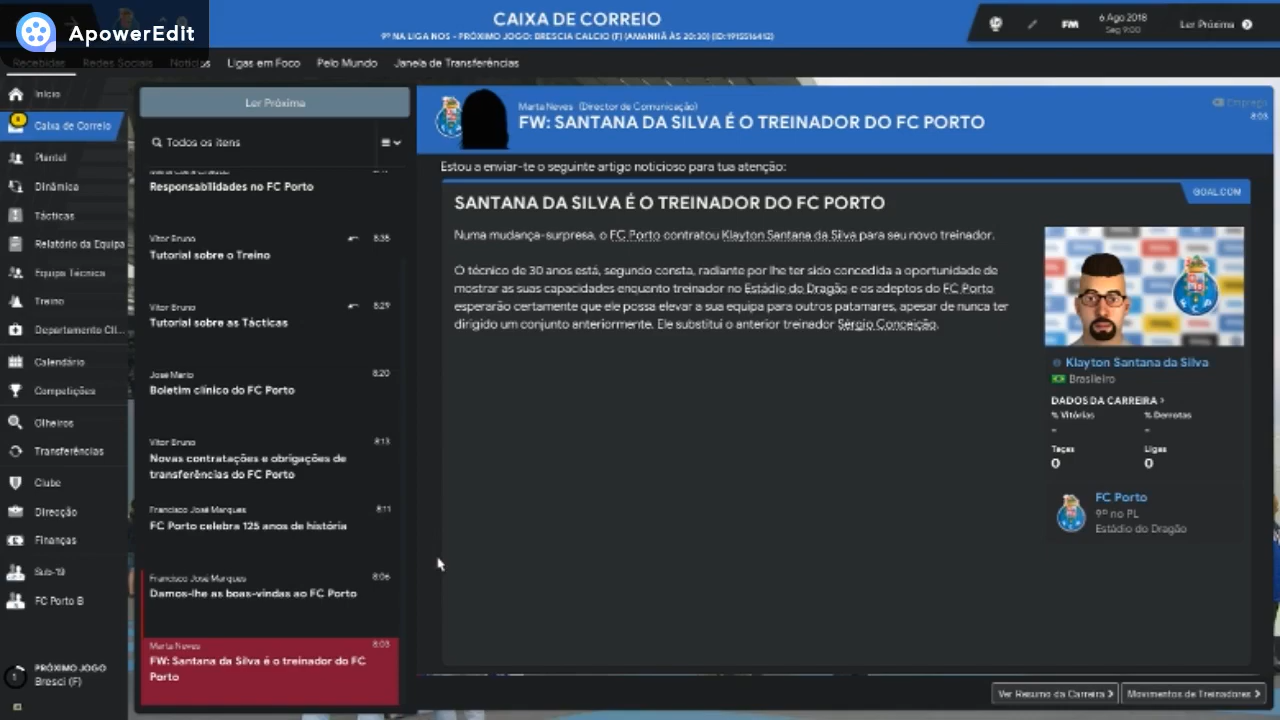 ApowerEdit
CAIXA DE CORREIO
9º NA LIGA NOS - PRÓXIMO JOGO: BRESCIA CALCIO (F) (AMANHÃ ÀS 20:30) (ID:1915516412)
FM
6 Ago 2018
Seg 9:00
Ler Próxima
Recebidas
Redes Sociais
Notícias
Ligas em Foco
Pelo Mundo
Janela de Transferências
Início
Caixa de Correio
Plantel
Dinâmica
Tácticas
Relatório da Equipa
Equipa Técnica
Treino
Departamento Clí...
Calendário
Competições
Olheiros
Transferências
Clube
Direcção
Finanças
Sub-19
FC Porto B
PRÓXIMO JOGO
Bresci (F)
Ler Próxima
Todos os itens
Responsabilidades no FC Porto
Vítor Bruno 8:35
Tutorial sobre o Treino
Vítor Bruno 8:29
Tutorial sobre as Tácticas
José Mario 8:20
Boletim clínico do FC Porto
Vítor Bruno 8:13
Novas contratações e obrigações de
transferências do FC Porto
Francisco José Marques 8:11
FC Porto celebra 125 anos de história
Francisco José Marques 8:06
Damos-lhe as boas-vindas ao FC Porto
Marta Neves 8:03
FW: Santana da Silva é o treinador do FC
Porto
Marta Neves (Director de Comunicação)
FW: SANTANA DA SILVA É O TREINADOR DO FC PORTO
Emprego
8:03
Estou a enviar-te o seguinte artigo noticioso para tua atenção:
GOAL.COM
SANTANA DA SILVA É O TREINADOR DO FC PORTO
Numa mudança-surpresa, o FC Porto contratou Klayton Santana da Silva para seu novo treinador.
O técnico de 30 anos está, segundo consta, radiante por lhe ter sido concedida a oportunidade de
mostrar as suas capacidades enquanto treinador no Estádio do Dragão e os adeptos do FC Porto
esperarão certamente que ele possa elevar a sua equipa para outros patamares, apesar de nunca ter
dirigido um conjunto anteriormente. Ele substitui o anterior treinador Sérgio Conceição.
Klayton Santana da Silva
Brasileiro
DADOS DA CARREIRA >
% Vitórias % Derrotas
- -
Taças Ligas
0 0
FC Porto
9º no PL
Estádio do Dragão
Ver Resumo da Carreira >
Movimentos de Treinadores >